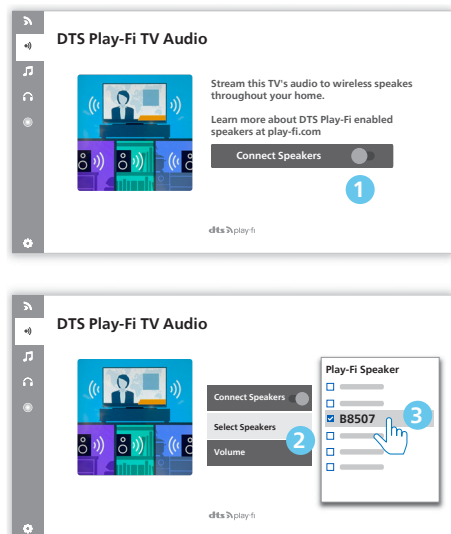 DTS Play-Fi TV Audio
Stream this TV's audio to wireless speakes
throughout your home.
Learn more about DTS Play-Fi enabled
speakers at play-fi.com
Connect Speakers
1
dts play-fi
DTS Play-Fi TV Audio
Connect Speakers
Select Speakers
2
Volume
Play-Fi Speaker
B8507
3
dts play-fi